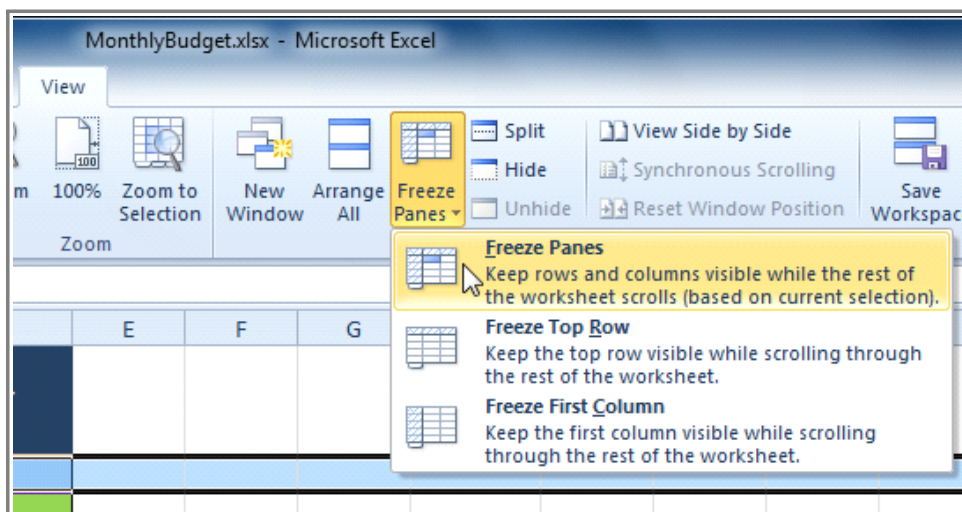 MonthlyBudget.xlsx - Microsoft Excel
View
100
m 100% Zoom to Selection
Zoom
New Window
Arrange All
Freeze Panes
Split
Hide
Unhide
View Side by Side
Synchronous Scrolling
Reset Window Position
Save
Workspac
Freeze Panes
Keep rows and columns visible while the rest of
the worksheet scrolls (based on current selection).
Freeze Top Row
Keep the top row visible while scrolling through
the rest of the worksheet.
Freeze First Column
Keep the first column visible while scrolling
through the rest of the worksheet.
E F G